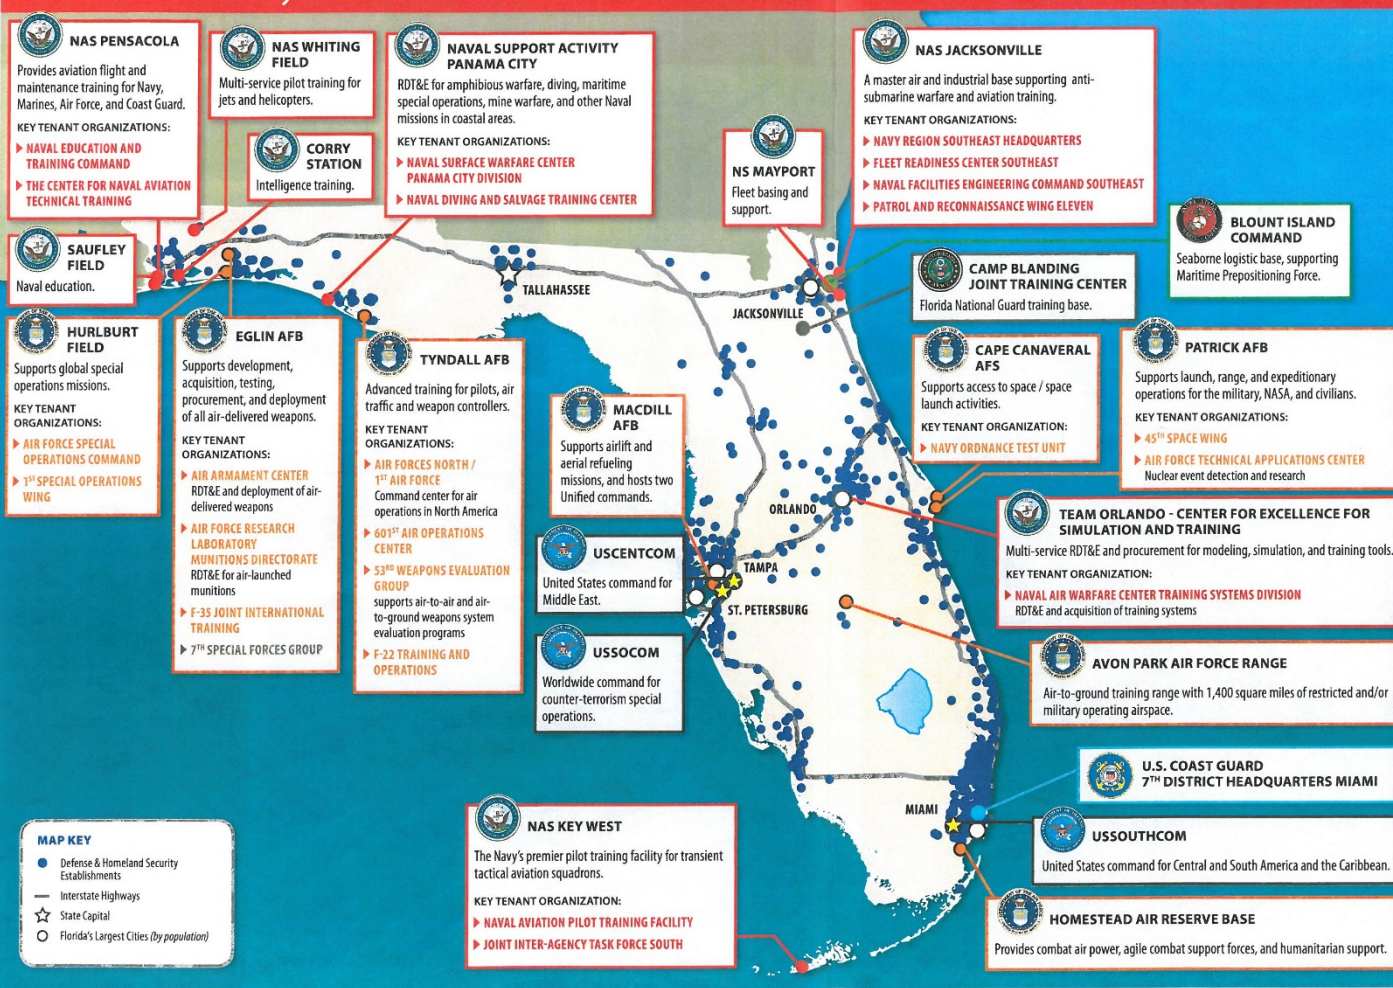 NAS PENSACOLA
Provides aviation flight and
maintenance training for Navy,
Marines, Air Force, and Coast Guard.
KEY TENANT ORGANIZATIONS:
NAVAL EDUCATION AND
TRAINING COMMAND
THE CENTER FOR NAVAL AVIATION
TECHNICAL TRAINING
NAS WHITING
FIELD
Multi-service pilot training for
jets and helicopters.
CORRY
STATION
Intelligence training.
NAVAL SUPPORT ACTIVITY
PANAMA CITY
RDT&E for amphibious warfare, diving, maritime
special operations, mine warfare, and other Naval
missions in coastal areas.
KEY TENANT ORGANIZATIONS:
NAVAL SURFACE WARFARE CENTER
PANAMA CITY DIVISION
NAVAL DIVING AND SALVAGE TRAINING CENTER
NS MAYPORT
Fleet basing and
support.
NAS JACKSONVILLE
A master air and industrial base supporting anti-
submarine warfare and aviation training.
KEY TENANT ORGANIZATIONS:
NAVY REGION SOUTHEAST HEADQUARTERS
FLEET READINESS CENTER SOUTHEAST
NAVAL FACILITIES ENGINEERING COMMAND SOUTHEAST
PATROL AND RECONNAISSANCE WING ELEVEN
BLOUNT ISLAND
COMMAND
Seaborne logistic base, supporting
Maritime Prepositioning Force.
SAUFLEY
FIELD
Naval education.
CAMP BLANDING
JOINT TRAINING CENTER
Florida National Guard training base.
TALLAHASSEE
JACKSONVILLE
HURLBURT
FIELD
Supports global special
operations missions.
KEY TENANT
ORGANIZATIONS:
AIR FORCE SPECIAL
OPERATIONS COMMAND
1ST SPECIAL OPERATIONS
WING
EGLIN AFB
Supports development,
acquisition, testing,
procurement, and deployment
of all air-delivered weapons.
KEY TENANT
ORGANIZATIONS:
AIR ARMAMENT CENTER
RDT&E and deployment of air-
delivered weapons
AIR FORCE RESEARCH
LABORATORY
MUNITIONS DIRECTORATE
RDT&E for air-launched
munitions
F-35 JOINT INTERNATIONAL
TRAINING
7TH SPECIAL FORCES GROUP
TYNDALL AFB
Advanced training for pilots, air
traffic and weapon controllers.
KEY TENANT
ORGANIZATIONS:
AIR FORCES NORTH /
1ST AIR FORCE
Command center for air
operations in North America
601ST AIR OPERATIONS
CENTER
53RD WEAPONS EVALUATION
GROUP
supports air-to-air and air-
to-ground weapons system
evaluation programs
F-22 TRAINING AND
OPERATIONS
MACDILL
AFB
Supports airlift and
aerial refueling
missions, and hosts two
Unified commands.
CAPE CANAVERAL
AFS
Supports access to space / space
launch activities.
KEY TENANT ORGANIZATION:
NAVY ORDNANCE TEST UNIT
PATRICK AFB
Supports launch, range, and expeditionary
operations for the military, NASA, and civilians.
KEY TENANT ORGANIZATIONS:
45TH SPACE WING
AIR FORCE TECHNICAL APPLICATIONS CENTER
Nuclear event detection and research
ORLANDO
TEAM ORLANDO - CENTER FOR EXCELLENCE FOR
SIMULATION AND TRAINING
Multi-service RDT&E and procurement for modeling, simulation, and training tools.
KEY TENANT ORGANIZATION:
NAVAL AIR WARFARE CENTER TRAINING SYSTEMS DIVISION
RDT&E and acquisition of training systems
USCENTCOM
United States command for
Middle East.
TAMPA
ST. PETERSBURG
USSOCOM
Worldwide command for
counter-terrorism special
operations.
AVON PARK AIR FORCE RANGE
Air-to-ground training range with 1,400 square miles of restricted and/or
military operating airspace.
U.S. COAST GUARD
7TH DISTRICT HEADQUARTERS MIAMI
MIAMI
USSOUTHCOM
United States command for Central and South America and the Caribbean.
HOMESTEAD AIR RESERVE BASE
Provides combat air power, agile combat support forces, and humanitarian support.
NAS KEY WEST
The Navy's premier pilot training facility for transient
tactical aviation squadrons.
KEY TENANT ORGANIZATION:
NAVAL AVIATION PILOT TRAINING FACILITY
JOINT INTER-AGENCY TASK FORCE SOUTH
MAP KEY
Defense & Homeland Security
Establishments
Interstate Highways
State Capital
Florida's Largest Cities (by population)